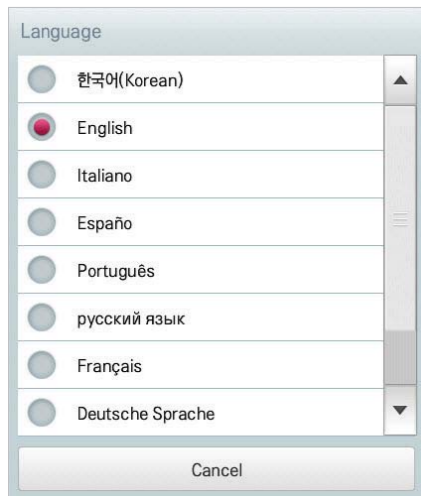 Language
한국어(Korean)
English
Italiano
Españo
Português
русский язык
Français
Deutsche Sprache
Cancel